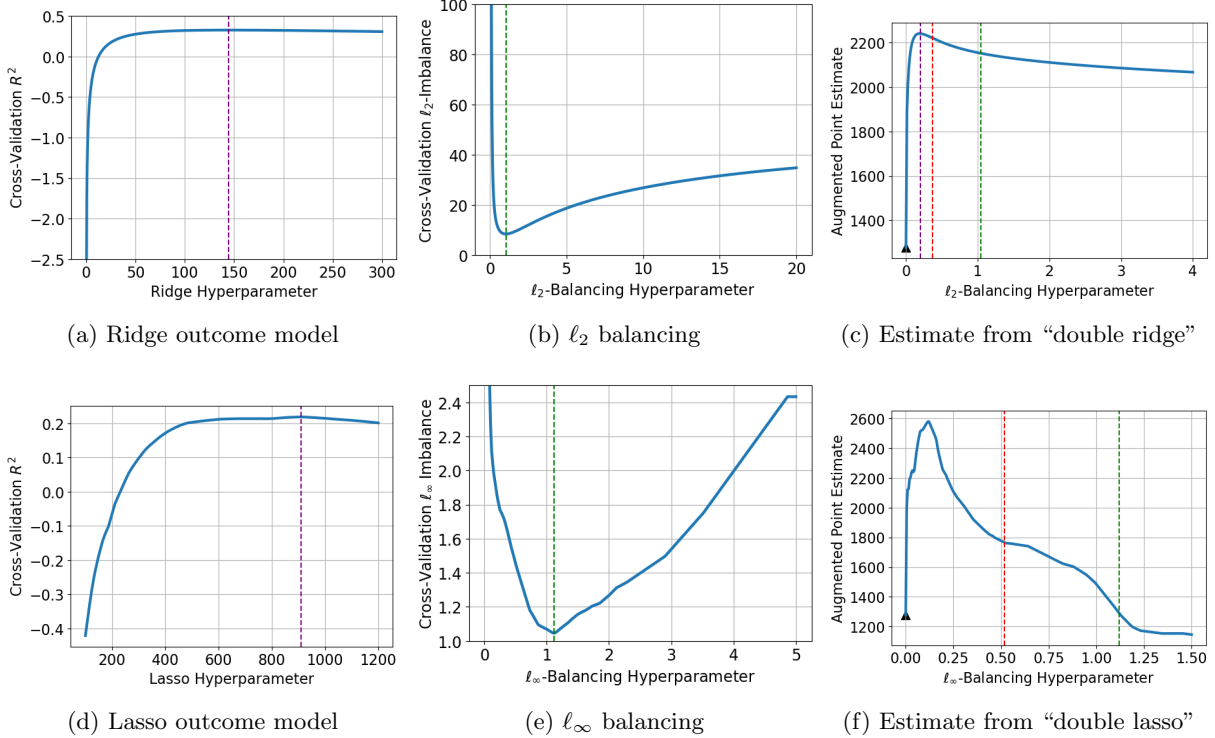 Cross-Validation R²
0.5
0.0
−0.5
−1.0
−1.5
−2.0
−2.5
0 50 100 150 200 250 300
Ridge Hyperparameter
(a) Ridge outcome model
Cross-Validation ℓ₂-Imbalance
100
80
60
40
20
0
0 5 10 15 20
ℓ₂-Balancing Hyperparameter
(b) ℓ₂ balancing
Augmented Point Estimate
2200
2000
1800
1600
1400
0 1 2 3 4
ℓ₂-Balancing Hyperparameter
(c) Estimate from “double ridge”
Cross-Validation R²
0.2
0.1
0.0
−0.1
−0.2
−0.3
−0.4
200 400 600 800 1000 1200
Lasso Hyperparameter
(d) Lasso outcome model
Cross-Validation ℓ∞ Imbalance
2.4
2.2
2.0
1.8
1.6
1.4
1.2
1.0
0 1 2 3 4 5
ℓ∞-Balancing Hyperparameter
(e) ℓ∞ balancing
Augmented Point Estimate
2600
2400
2200
2000
1800
1600
1400
1200
0.00 0.25 0.50 0.75 1.00 1.25 1.50
ℓ∞-Balancing Hyperparameter
(f) Estimate from “double lasso”